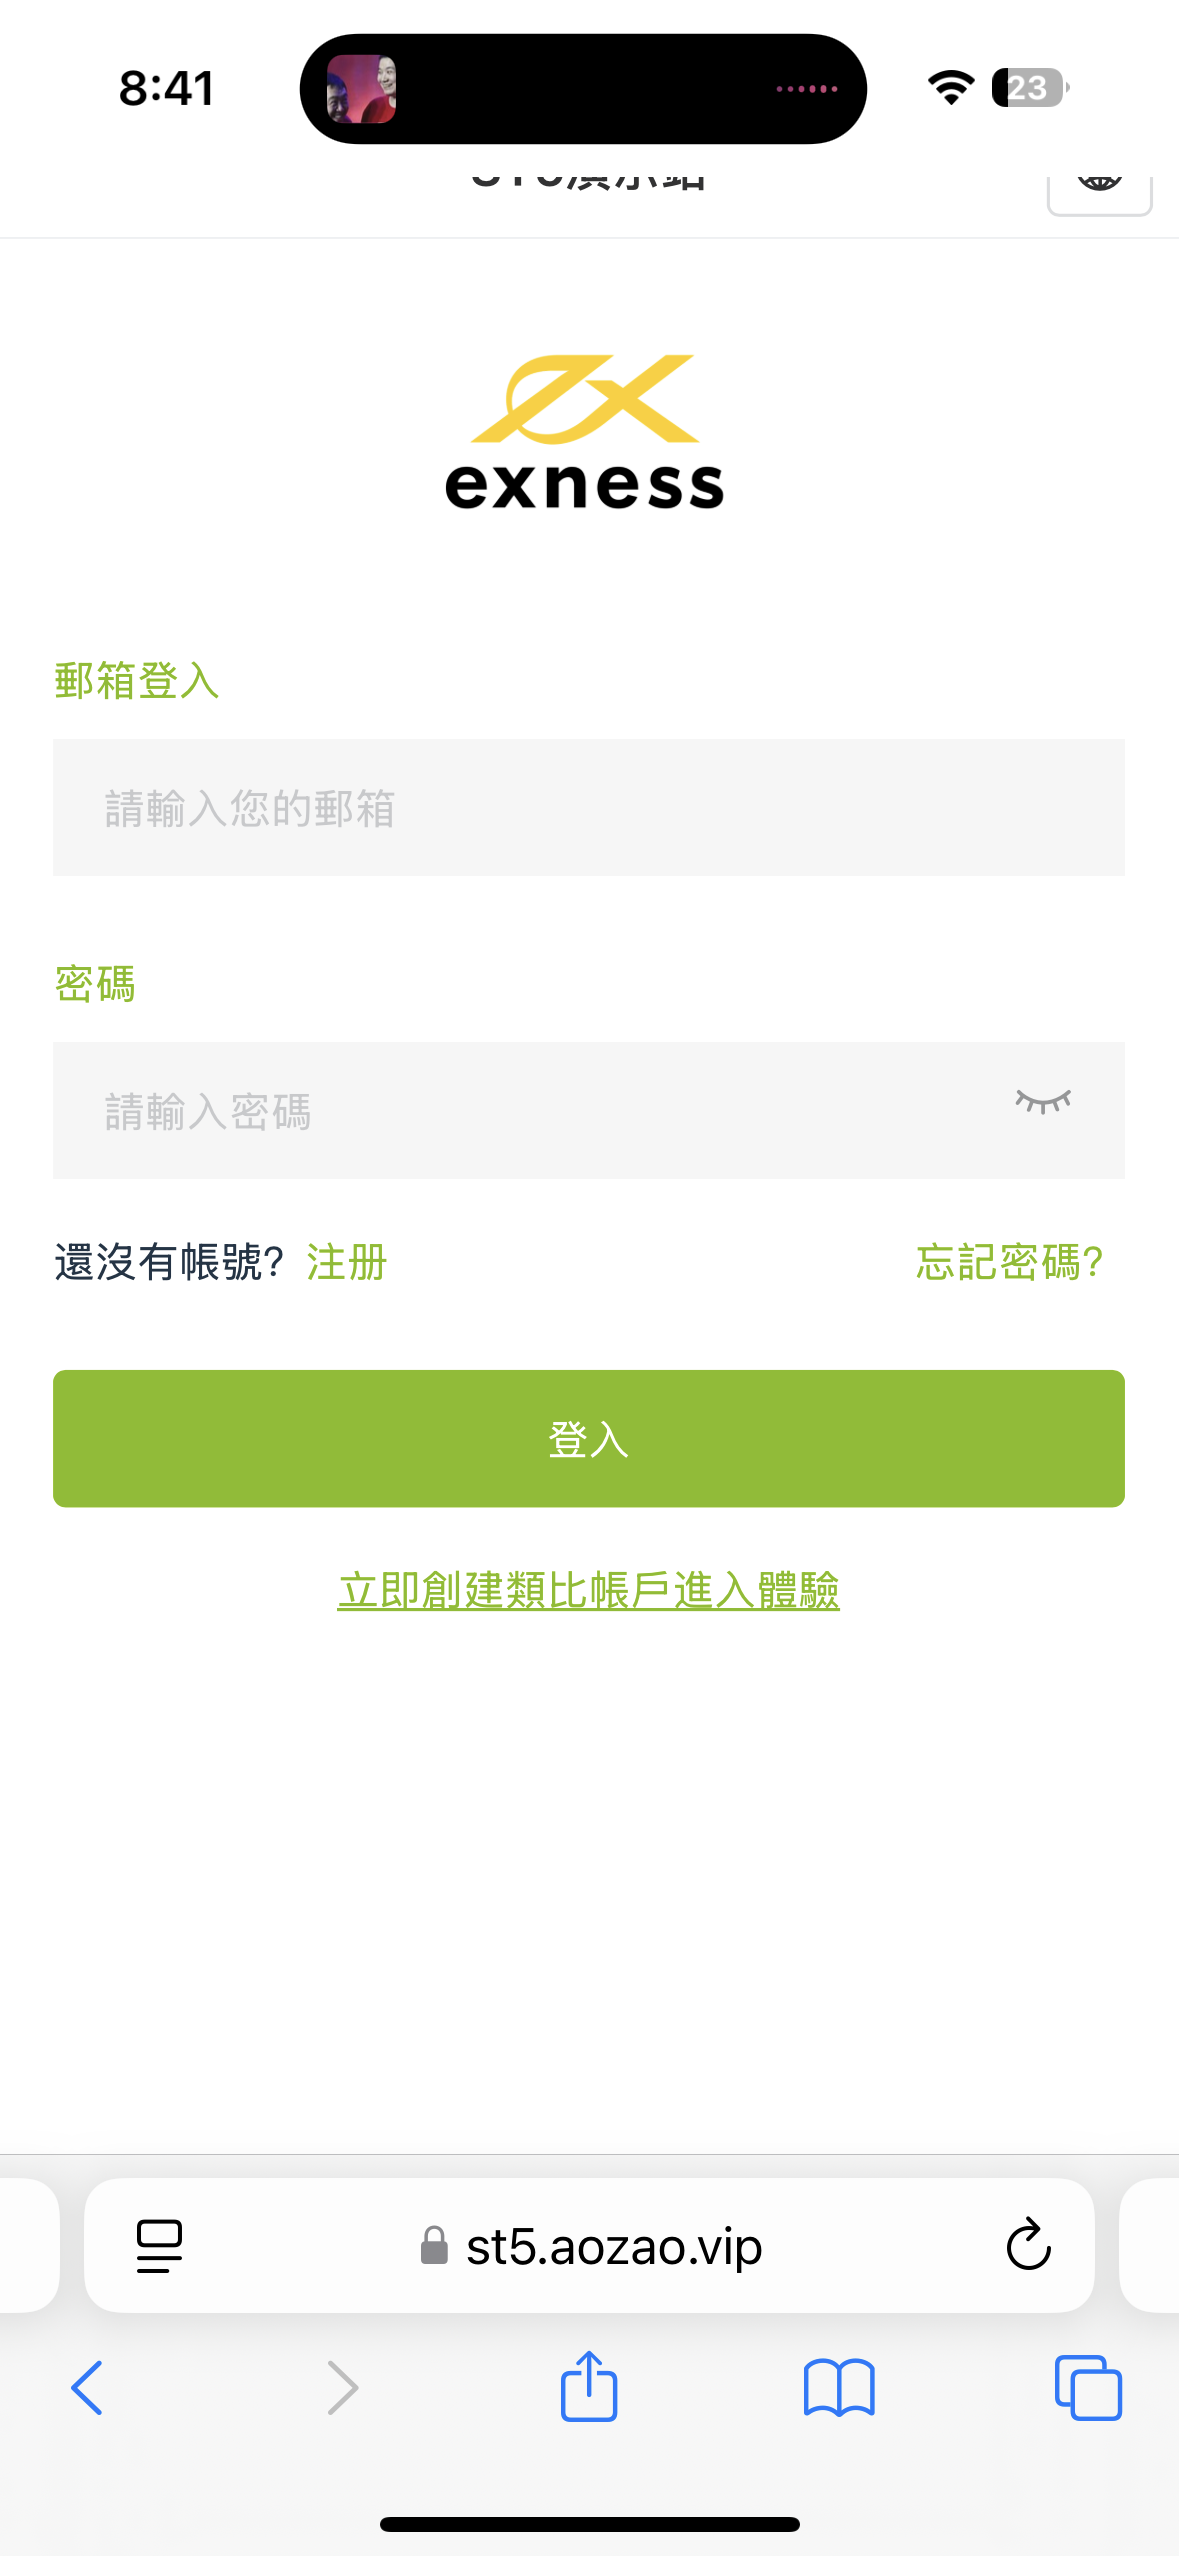 8:41
23
exness
郵箱登入
請輸入您的郵箱
密碼
請輸入密碼
還沒有帳號? 注册
忘記密碼?
登入
立即創建類比帳戶進入體驗
st5.aozao.vip